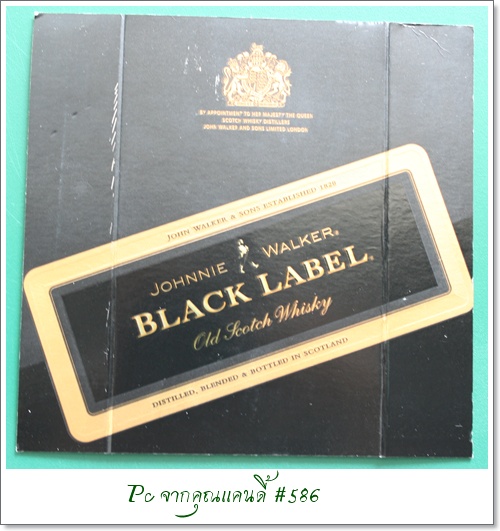 BY APPOINTMENT TO HER MAJESTY THE QUEEN
SCOTCH WHISKY DISTILLERS
JOHN WALKER AND SONS LIMITED LONDON
JOHN WALKER & SONS ESTABLISHED 1820
JOHNNIE WALKER®
BLACK LABEL®
Old Scotch Whisky
DISTILLED, BLENDED & BOTTLED IN SCOTLAND
Pc จากคุณแคนดี้ #586